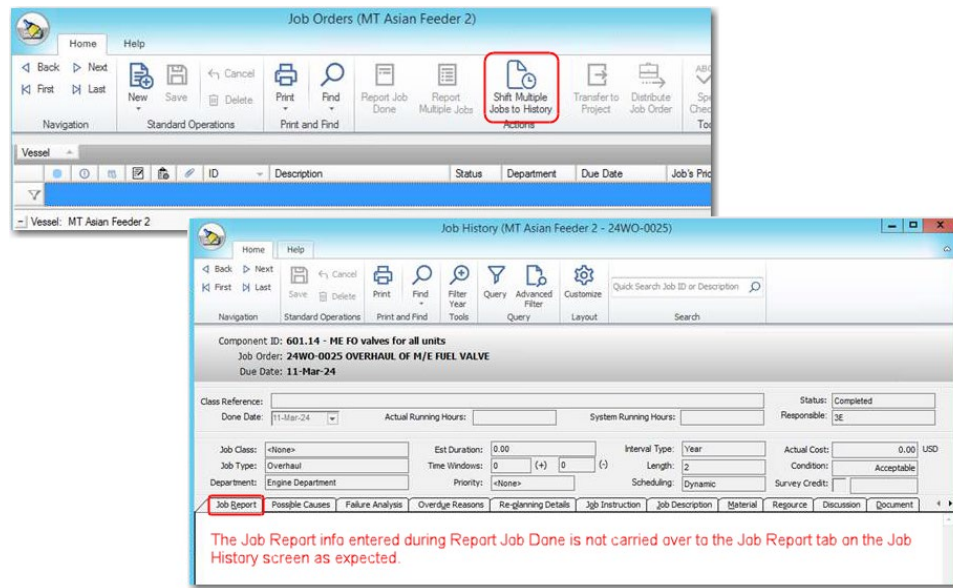 Job Orders (MT Asian Feeder 2)
Home Help
Back Next
First Last
New Save Cancel Delete Print Find
Report Job Done
Report Multiple Jobs
Shift Multiple Jobs to History
Transfer to Project
Distribute Job Order
Navigation Standard Operations Print and Find Actions
Vessel
ID Description Status Department Due Date
Vessel: MT Asian Feeder 2
Job History (MT Asian Feeder 2 - 24WO-0025)
Home Help
Back Next
First Last
Save Cancel Delete Print Find
Filter Year
Query
Advanced Filter
Customize
Quick Search Job ID or Description
Navigation Standard Operations Print and Find Tools Query Layout Search
Component ID: 601.14 - ME FO valves for all units
Job Order: 24WO-0025 OVERHAUL OF M/E FUEL VALVE
Due Date: 11-Mar-24
Class Reference: Status: Completed
Done Date: 11-Mar-24 Actual Running Hours: System Running Hours: Responsible: 3E
Job Class: <None> Est Duration: 0.00 Interval Type: Year Actual Cost: 0.00 USD
Job Type: Overhaul Time Windows: 0 (+) 0 (-) Length: 2 Condition: Acceptable
Department: Engine Department Priority: <None> Scheduling: Dynamic Survey Credit:
Job Report Possible Causes Failure Analysis Overdue Reasons Re-planning Details Job Instruction Job Description Material Resource Discussion Document
The Job Report info entered during Report Job Done is not carried over to the Job Report tab on the Job
History screen as expected.